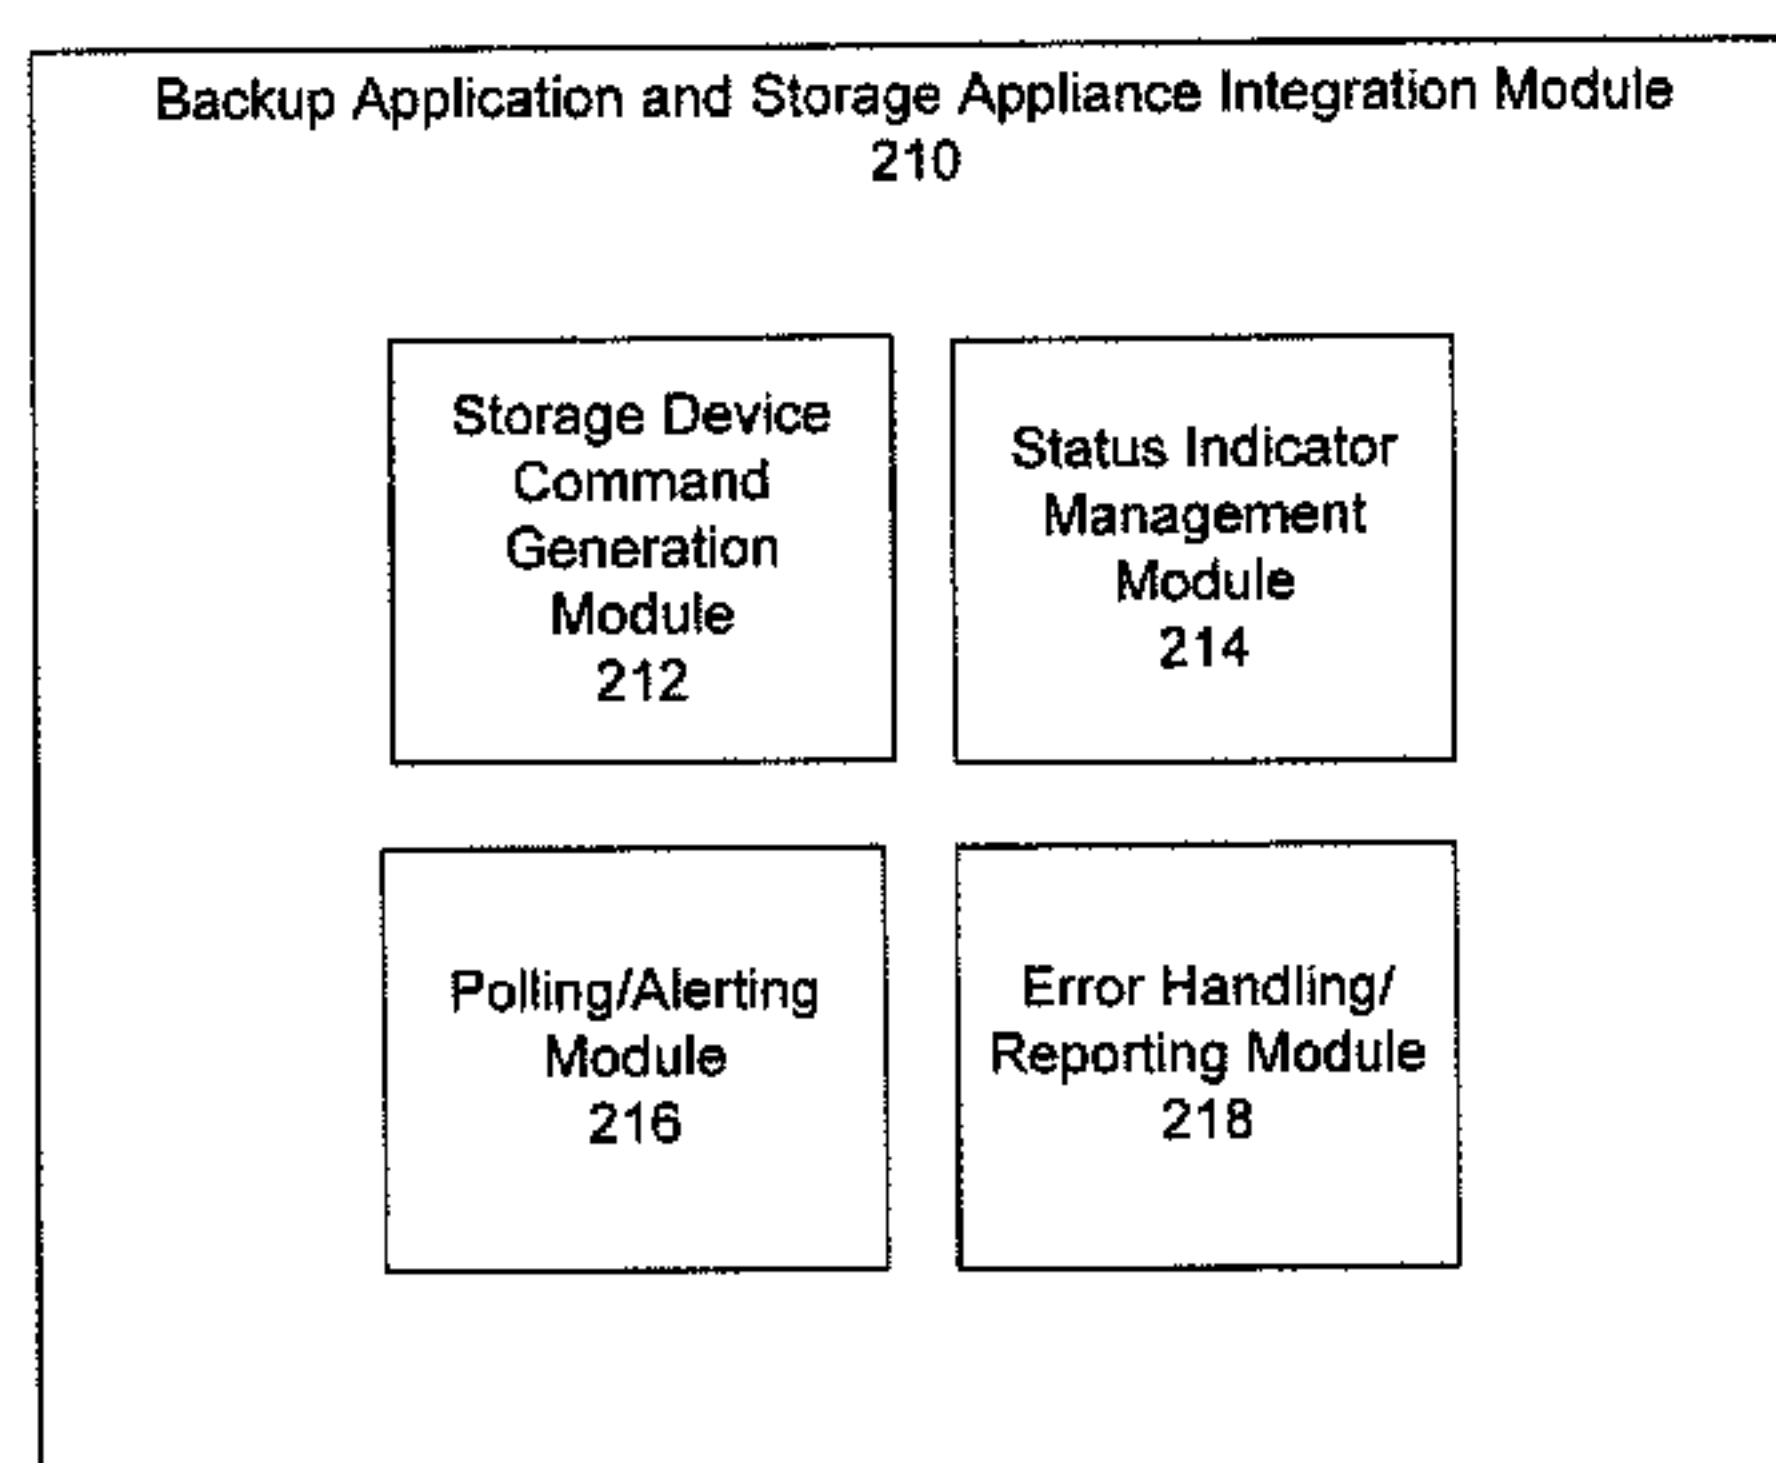 Backup Application and Storage Appliance Integration Module
210
Storage Device
Command
Generation
Module
212
Status Indicator
Management
Module
214
Polling/Alerting
Module
216
Error Handling/
Reporting Module
218